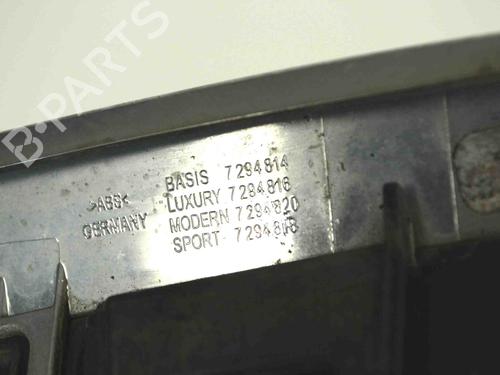 B-PARTS
>ABS<
GERMANY
BASIS 7294814
LUXURY 7294816
MODERN 7294820
SPORT - 7294818